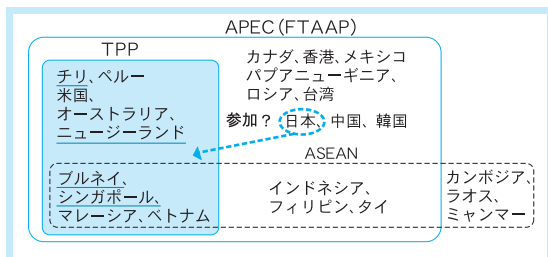 APEC(FTAAP)
TPP
チリ、ペルー
米国、
オーストラリア、
ニュージーランド
カナダ、香港、メキシコ
パプアニューギニア、
ロシア、台湾
参加？ 日本、中国、韓国
ASEAN
ブルネイ、
シンガポール、
マレーシア、ベトナム
インドネシア、
フィリピン、タイ
カンボジア、
ラオス、
ミャンマー